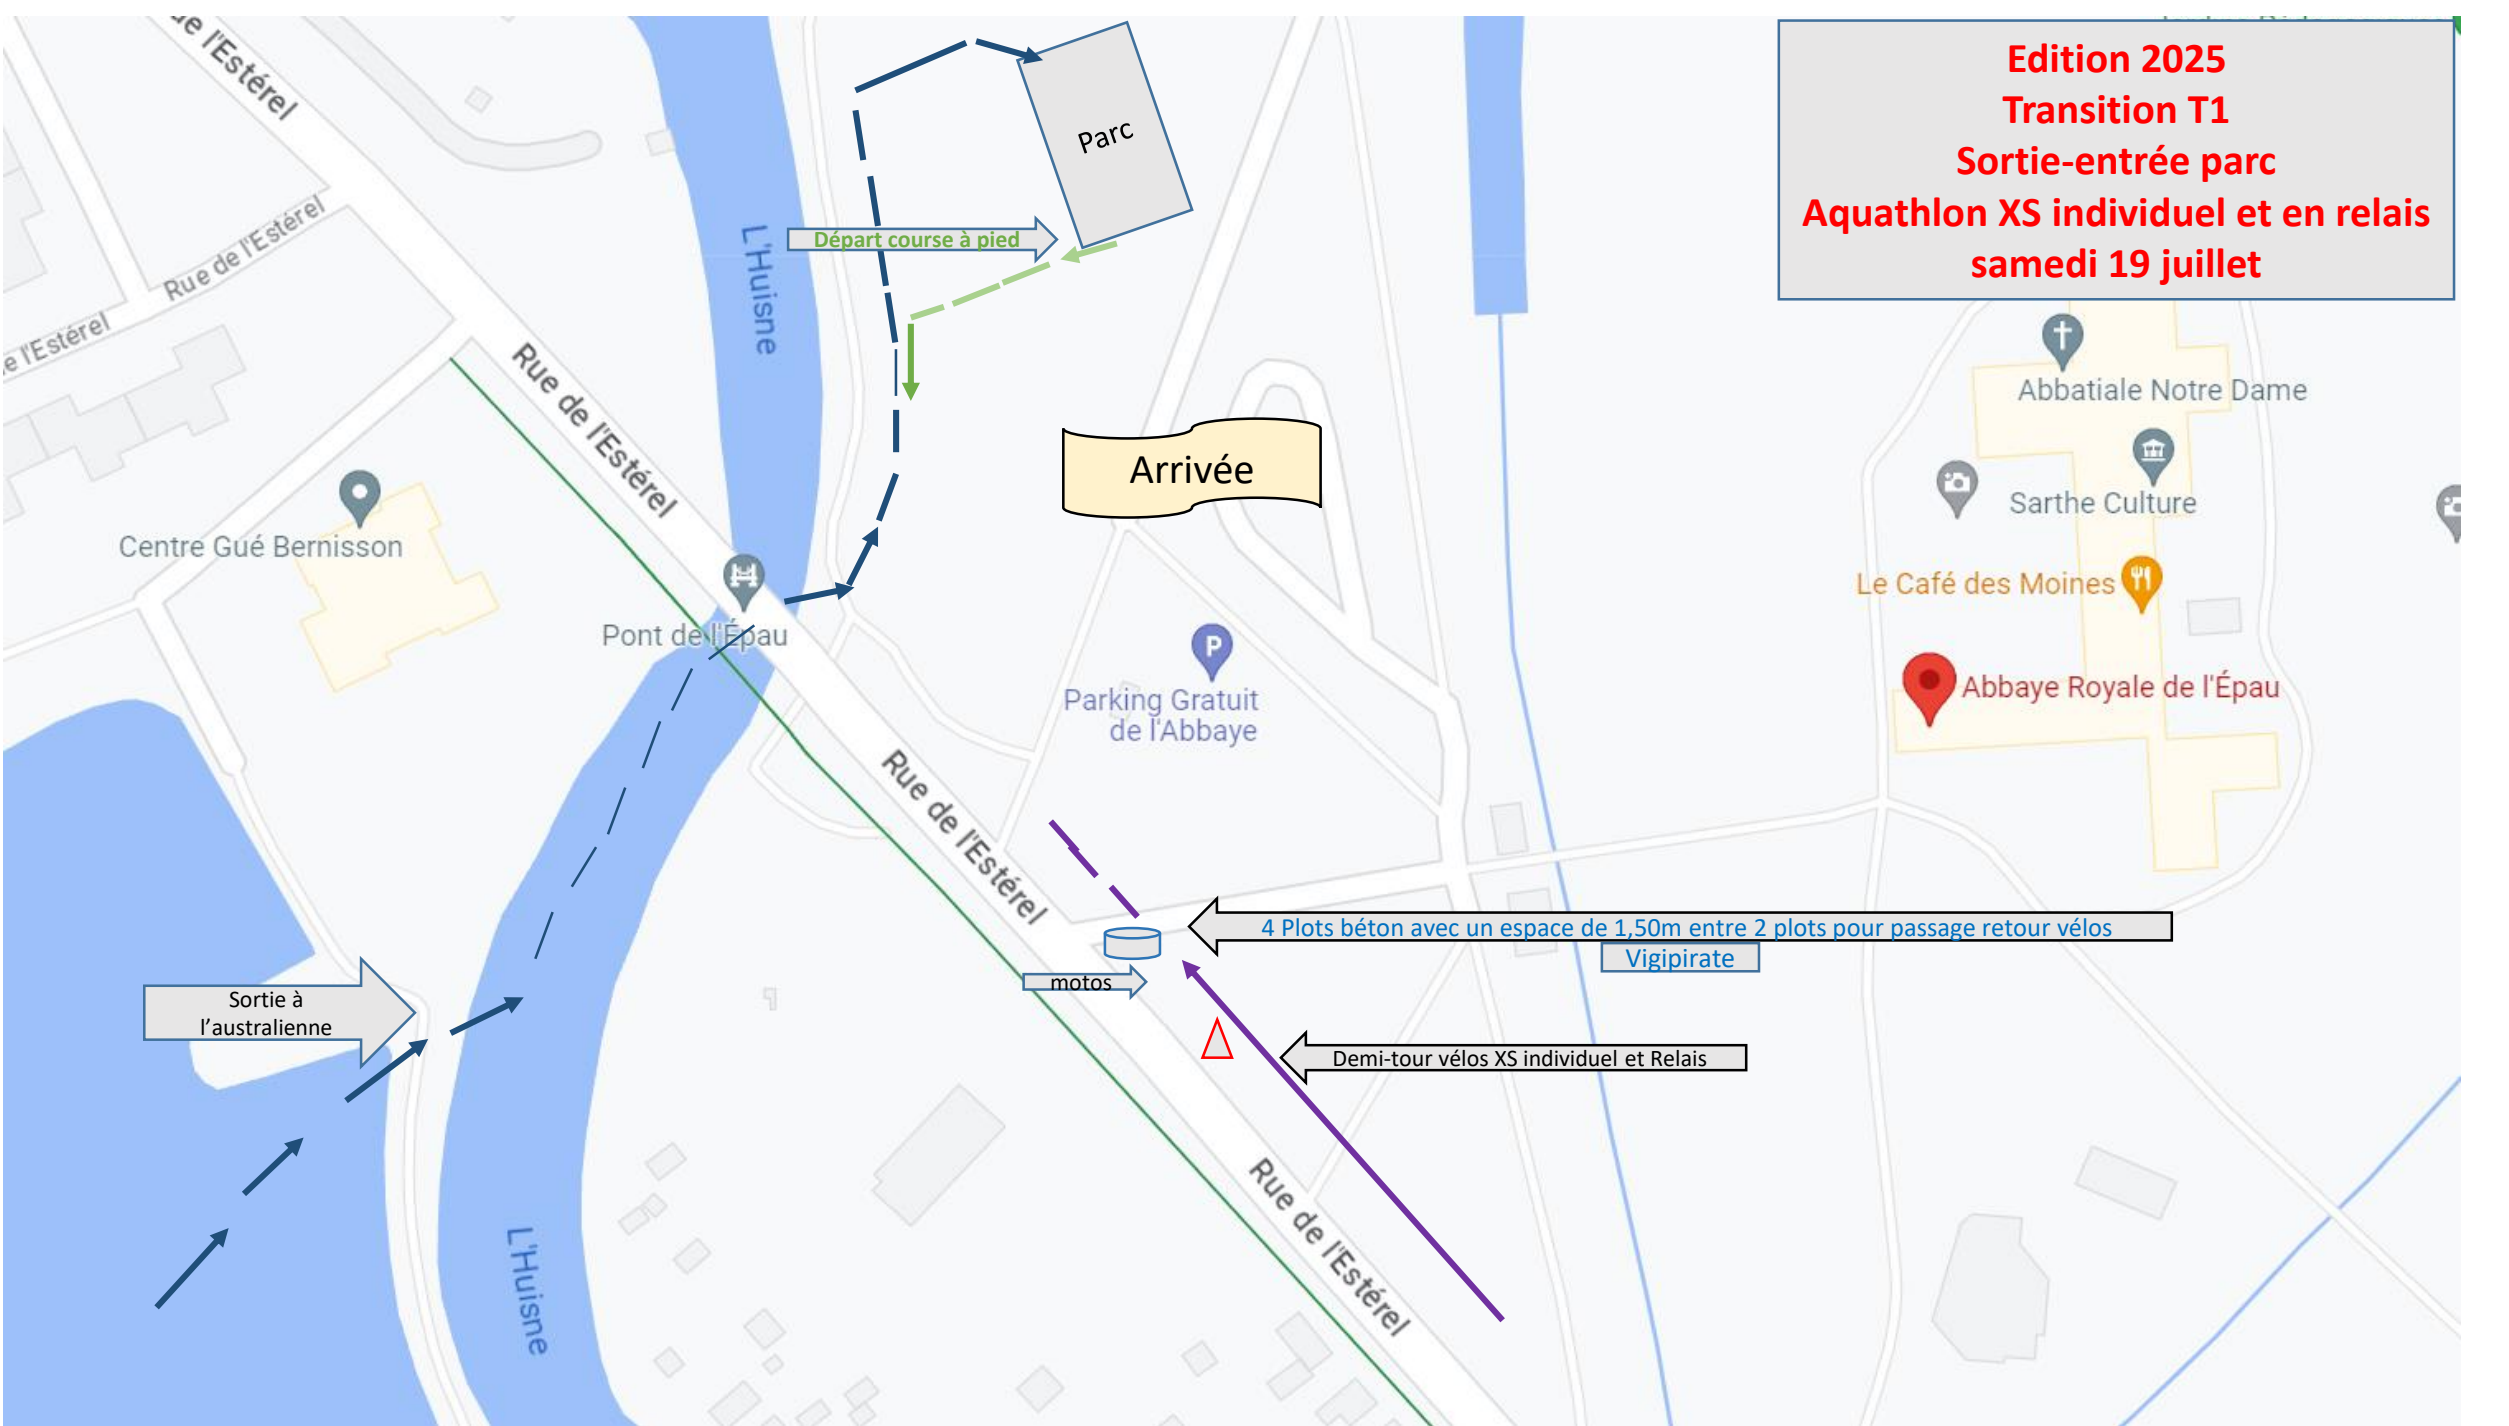 Edition 2025
Transition T1
Sortie-entrée parc
Aquathlon XS individuel et en relais
samedi 19 juillet
de l'Estérel
Parc
Rue de l'Estérel
L'Huisne
Départ course à pied
e l'Estérel
Rue de l'Estérel
Abbatiale Notre Dame
Arrivée
Sarthe Culture
Centre Gué Bernisson
Le Café des Moines
Pont de l'Épau
P
Parking Gratuit
de l'Abbaye
Abbaye Royale de l'Épau
Rue de l'Estérel
4 Plots béton avec un espace de 1,50m entre 2 plots pour passage retour vélos
Vigipirate
motos
Sortie à
l'australienne
Demi-tour vélos XS individuel et Relais
Rue de l'Estérel
L'Huisne